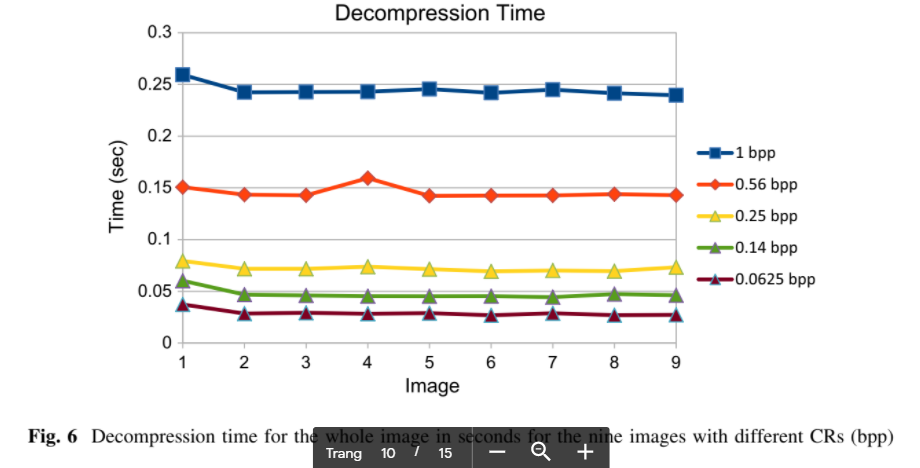 Decompression Time
0.3
0.25
0.2
0.15
0.1
0.05
0
Time (sec)
1 2 3 4 5 6 7 8 9
Image
1 bpp
0.56 bpp
0.25 bpp
0.14 bpp
0.0625 bpp
Fig. 6 Decompression time for the whole image in seconds for the nine images with different CRs (bpp)
Trang 10 / 15